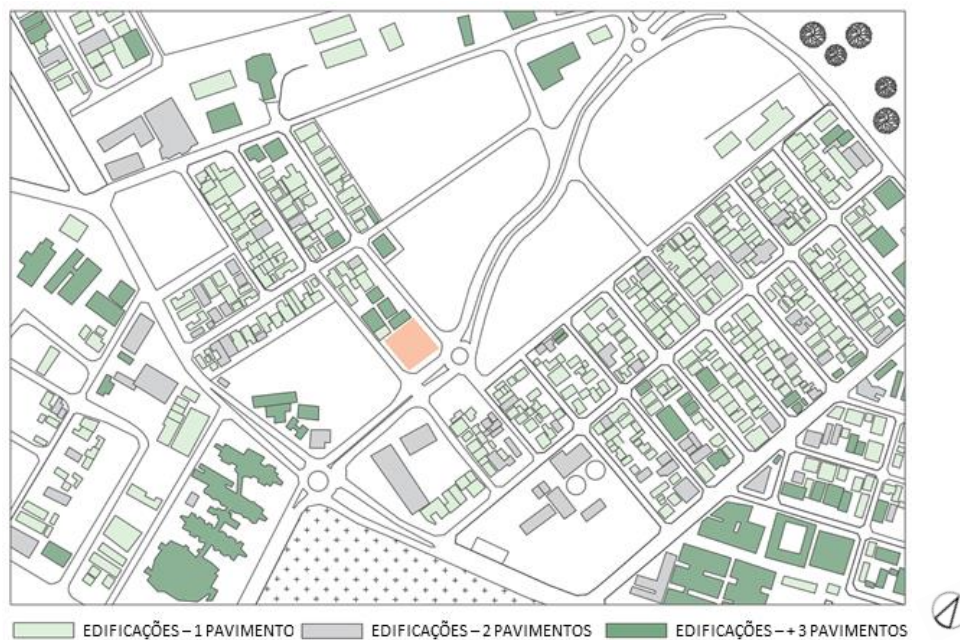 EDIFICAÇÕES – 1 PAVIMENTO EDIFICAÇÕES – 2 PAVIMENTOS EDIFICAÇÕES – + 3 PAVIMENTOS